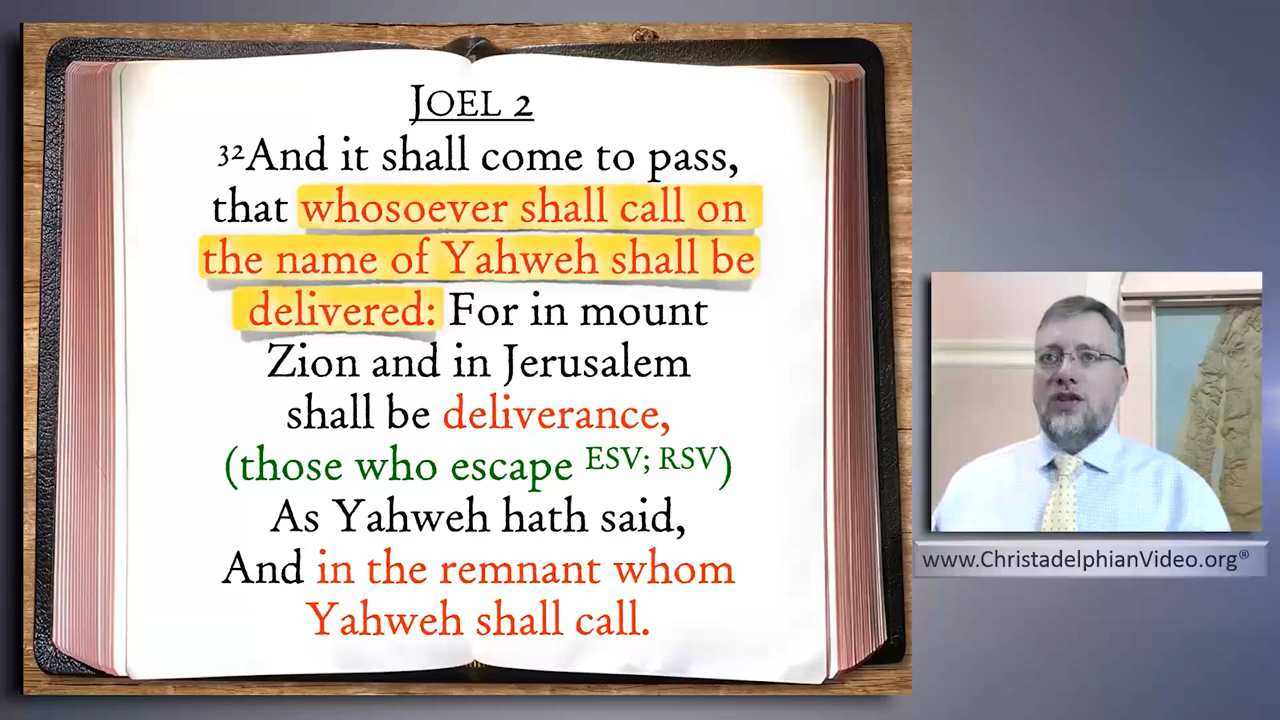 JOEL 2
32And it shall come to pass,
that whosoever shall call on
the name of Yahweh shall be
delivered: For in mount
Zion and in Jerusalem
shall be deliverance,
(those who escape ESV; RSV)
As Yahweh hath said,
And in the remnant whom
Yahweh shall call.
www.ChristadelphianVideo.org®